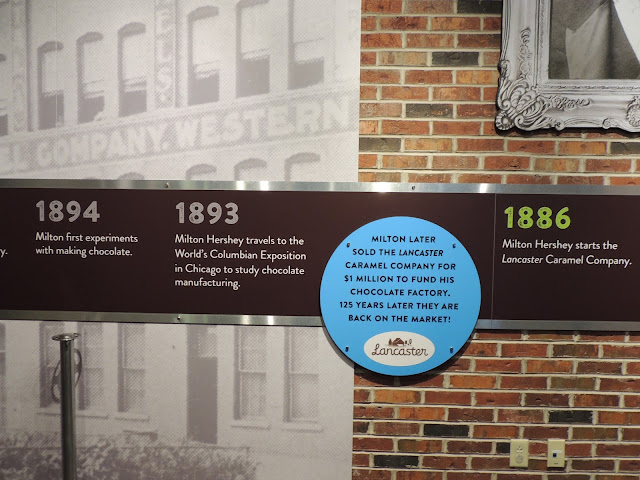 COMPANY, WESTERN
1894
Milton first experiments
with making chocolate.
1893
Milton Hershey travels to the
World's Columbian Exposition
in Chicago to study chocolate
manufacturing.
MILTON LATER
SOLD THE LANCASTER
CARAMEL COMPANY FOR
$1 MILLION TO FUND HIS
CHOCOLATE FACTORY.
125 YEARS LATER THEY ARE
BACK ON THE MARKET!
Lancaster
1886
Milton Hershey starts the
Lancaster Caramel Company.